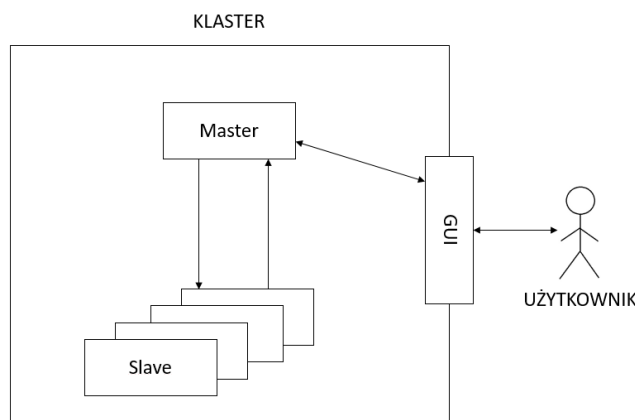 KLASTER
Master
GUI
UŻYTKOWNIK
Slave